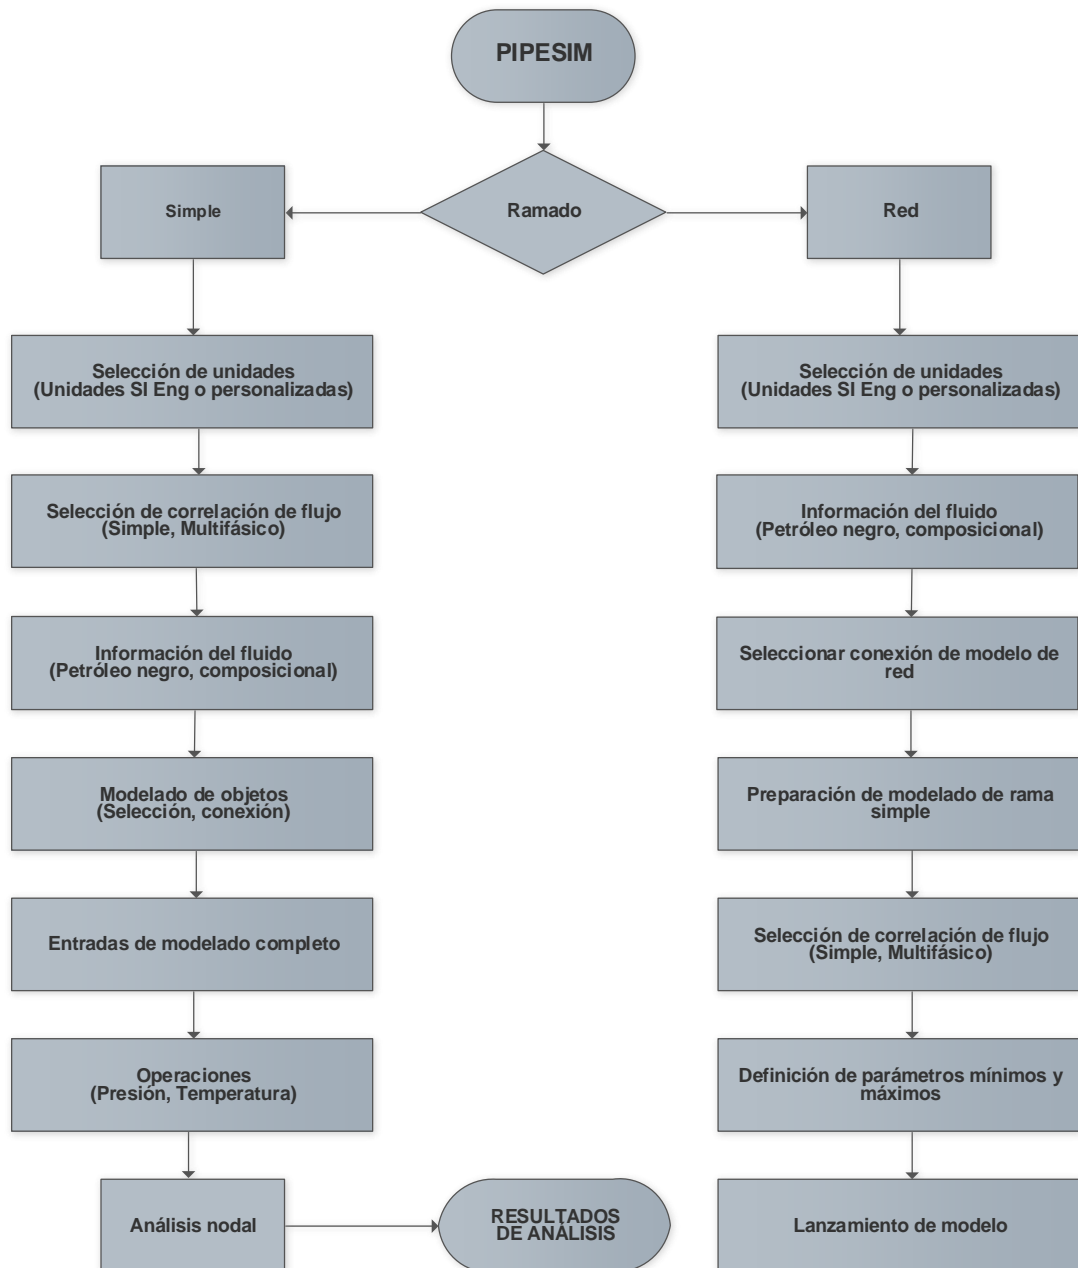 PIPESIM
Simple
Ramado
Red
Selección de unidades
(Unidades SI Eng o personalizadas)
Selección de correlación de flujo
(Simple, Multifásico)
Información del fluido
(Petróleo negro, composicional)
Modelado de objetos
(Selección, conexión)
Entradas de modelado completo
Operaciones
(Presión, Temperatura)
Análisis nodal
RESULTADOS
DE ANÁLISIS
Selección de unidades
(Unidades SI Eng o personalizadas)
Información del fluido
(Petróleo negro, composicional)
Seleccionar conexión de modelo de
red
Preparación de modelado de rama
simple
Selección de correlación de flujo
(Simple, Multifásico)
Definición de parámetros mínimos y
máximos
Lanzamiento de modelo